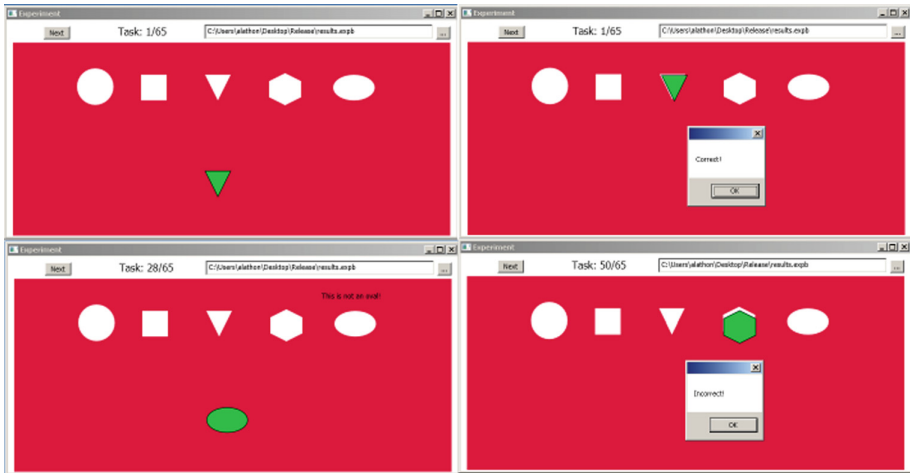 Experiment
Next Task: 1/65 C:\Users\alathon\Desktop\Release\results.expb ...
Experiment
Next Task: 1/65 C:\Users\alathon\Desktop\Release\results.expb ...
Correct!
OK
Experiment
Next Task: 28/65 C:\Users\alathon\Desktop\Release\results.expb ...
This is not an oval!
Experiment
Next Task: 50/65 C:\Users\alathon\Desktop\Release\results.expb ...
Incorrect!
OK